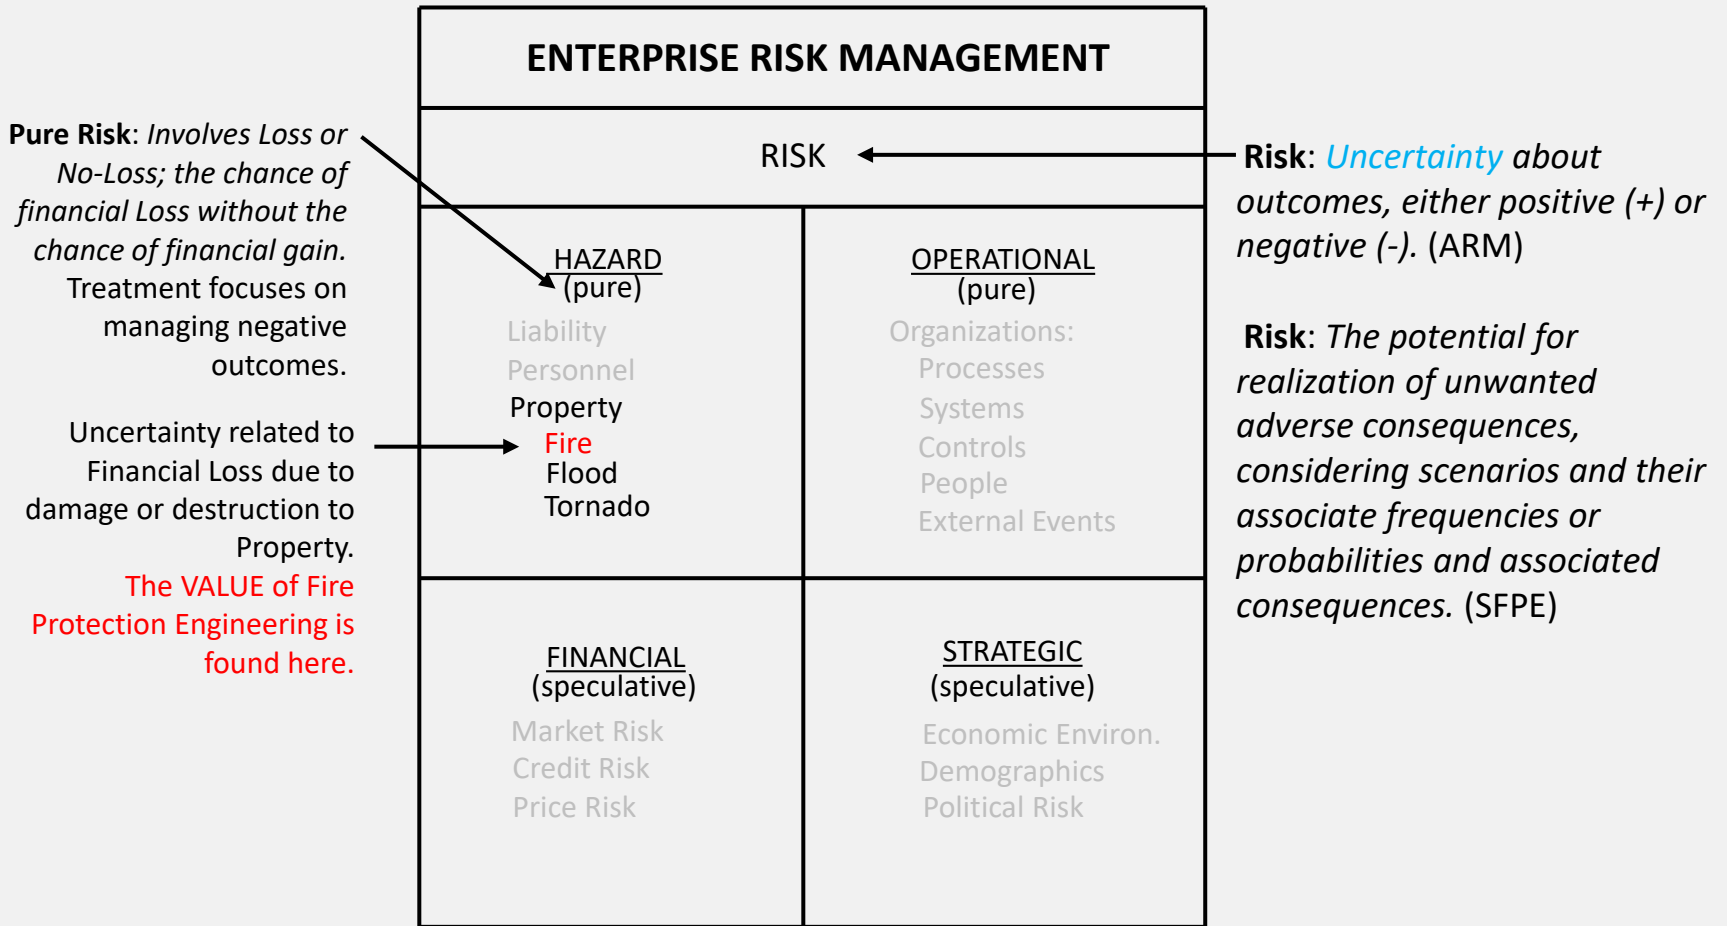 ENTERPRISE RISK MANAGEMENT
RISK
Pure Risk: Involves Loss or
No-Loss; the chance of
financial Loss without the
chance of financial gain.
Treatment focuses on
managing negative
outcomes.
Uncertainty related to
Financial Loss due to
damage or destruction to
Property.
The VALUE of Fire
Protection Engineering is
found here.
HAZARD
(pure)
Liability
Personnel
Property
Fire
Flood
Tornado
OPERATIONAL
(pure)
Organizations:
Processes
Systems
Controls
People
External Events
FINANCIAL
(speculative)
Market Risk
Credit Risk
Price Risk
STRATEGIC
(speculative)
Economic Environ.
Demographics
Political Risk
Risk: Uncertainty about
outcomes, either positive (+) or
negative (-). (ARM)
Risk: The potential for
realization of unwanted
adverse consequences,
considering scenarios and their
associate frequencies or
probabilities and associated
consequences. (SFPE)